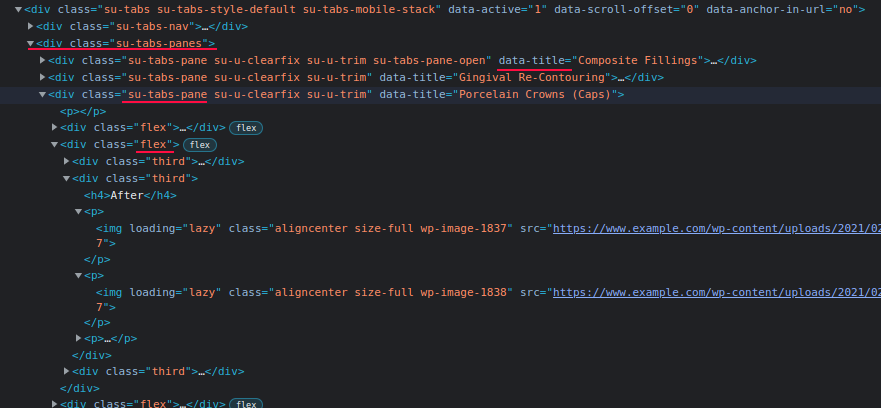 ▼<div class="su-tabs su-tabs-style-default su-tabs-mobile-stack" data-active="1" data-scroll-offset="0" data-anchor-in-url="no">
▶<div class="su-tabs-nav">…</div>
▼<div class="su-tabs-panes">
▶<div class="su-tabs-pane su-u-clearfix su-u-trim su-tabs-pane-open" data-title="Composite Fillings">…</div>
▶<div class="su-tabs-pane su-u-clearfix su-u-trim" data-title="Gingival Re-Contouring">…</div>
▼<div class="su-tabs-pane su-u-clearfix su-u-trim" data-title="Porcelain Crowns (Caps)">
<p></p>
▶<div class="flex">…</div> flex
▼<div class="flex"> flex
▶<div class="third">…</div>
▼<div class="third">
<h4>After</h4>
▼<p>
<img loading="lazy" class="aligncenter size-full wp-image-1837" src="https://www.example.com/wp-content/uploads/2021/02
7">
</p>
▼<p>
<img loading="lazy" class="aligncenter size-full wp-image-1838" src="https://www.example.com/wp-content/uploads/2021/02
7">
</p>
▶<p>…</p>
</div>
▶<div class="third">…</div>
</div>
▶<div class="flex">…</div> flex